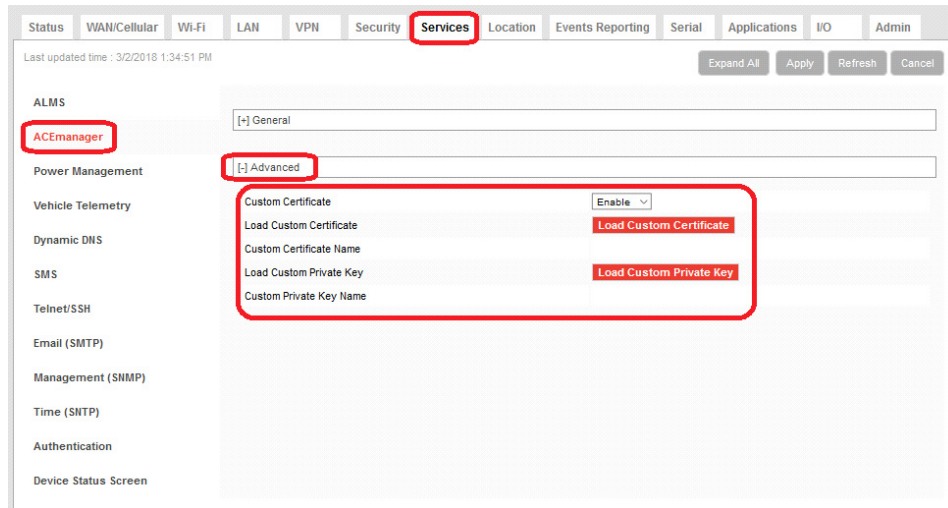 Status WAN/Cellular Wi-Fi LAN VPN Security Services Location Events Reporting Serial Applications I/O Admin
Last updated time : 3/2/2018 1:34:51 PM
Expand All Apply Refresh Cancel
ALMS
[+] General
ACEmanager
[-] Advanced
Power Management
Custom Certificate Enable
Vehicle Telemetry
Load Custom Certificate Load Custom Certificate
Dynamic DNS
Custom Certificate Name
SMS
Load Custom Private Key Load Custom Private Key
Custom Private Key Name
Telnet/SSH
Email (SMTP)
Management (SNMP)
Time (SNTP)
Authentication
Device Status Screen